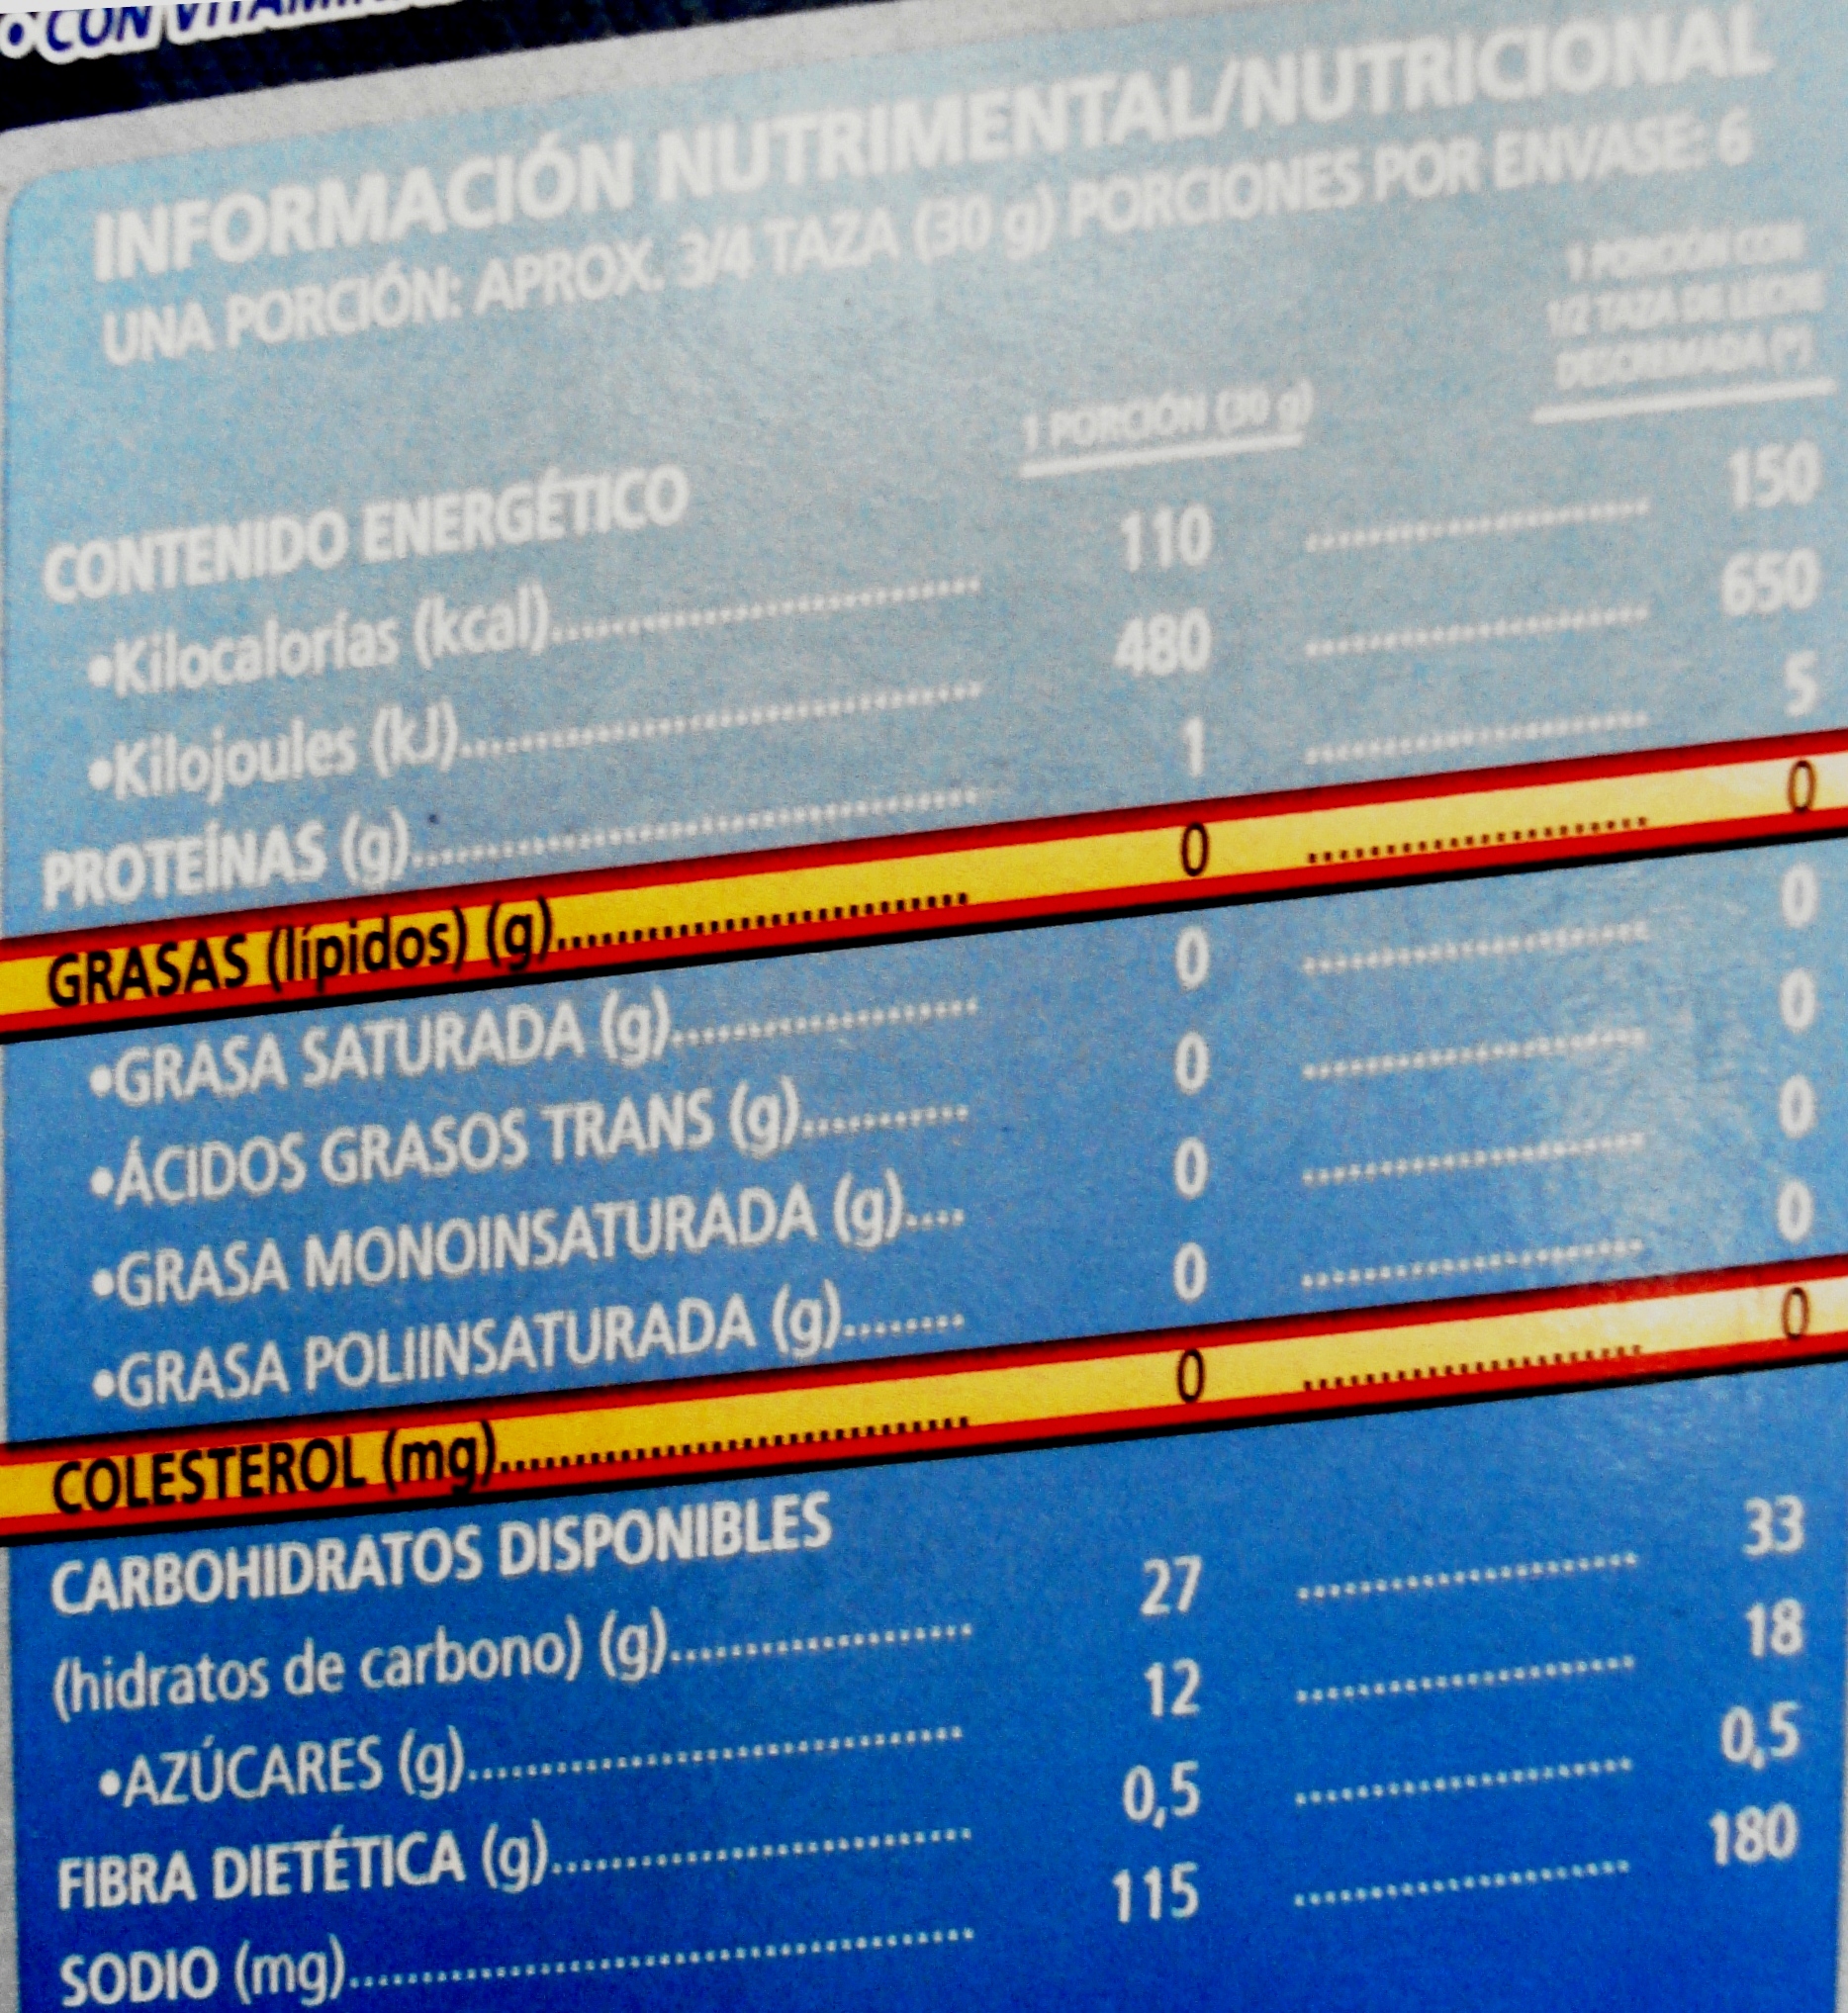 • CON VITAMIN
INFORMACIÓN NUTRIMENTAL/NUTRICIONAL
UNA PORCIÓN: APROX. 3/4 TAZA (30 g) PORCIONES POR ENVASE: 6
1 PORCIÓN CON
1/2 TAZA DE LECHE
DESCREMADA (*)
1 PORCIÓN (30 g)
CONTENIDO ENERGÉTICO
•Kilocalorías (kcal)........ 110 ........ 150
•Kilojoules (kJ)........ 480 ........ 650
PROTEÍNAS (g)........ 1 ........ 5
GRASAS (lípidos) (g)........ 0 ........ 0
•GRASA SATURADA (g)........ 0 ........ 0
•ÁCIDOS GRASOS TRANS (g)........ 0 ........ 0
•GRASA MONOINSATURADA (g).... 0 ........ 0
•GRASA POLIINSATURADA (g)........ 0 ........ 0
COLESTEROL (mg)........ 0 ........ 0
CARBOHIDRATOS DISPONIBLES
(hidratos de carbono) (g)........ 27 ........ 33
•AZÚCARES (g)........ 12 ........ 18
FIBRA DIETÉTICA (g)........ 0,5 ........ 0,5
SODIO (mg)........ 115 ........ 180